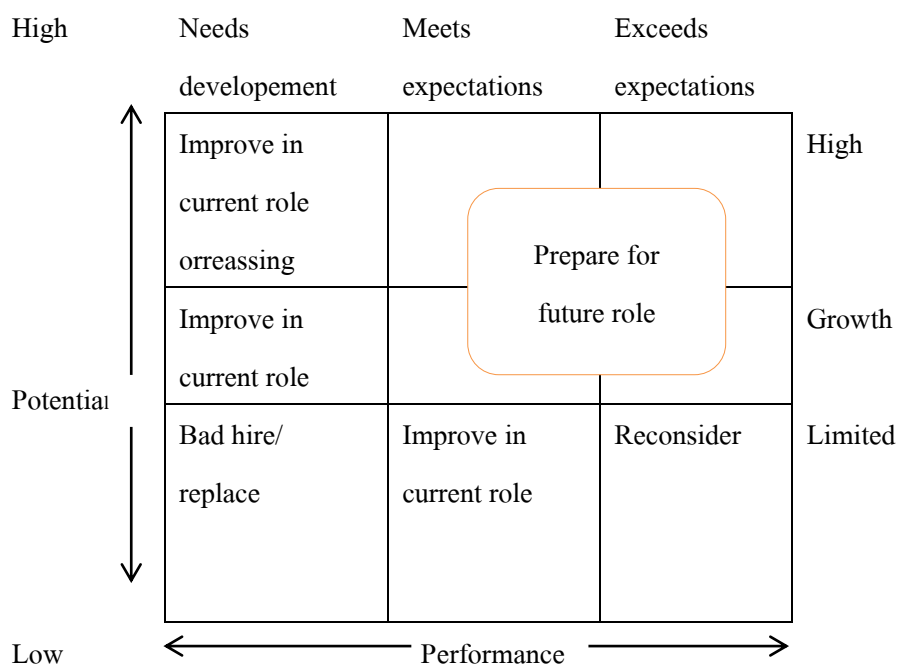 High Needs Meets Exceeds
developement expectations expectations
Improve in High
current role
orreassing
Prepare for
future role
Improve in Growth
current role
Potential
Bad hire/ Improve in Reconsider Limited
replace current role
Low Performance